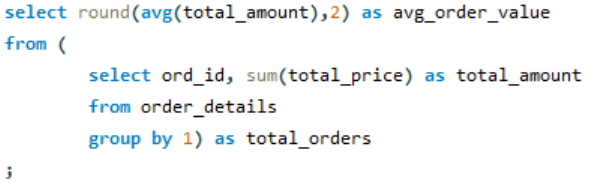 select round(avg(total_amount),2) as avg_order_value
from (
select ord_id, sum(total_price) as total_amount
from order_details
group by 1) as total_orders
;